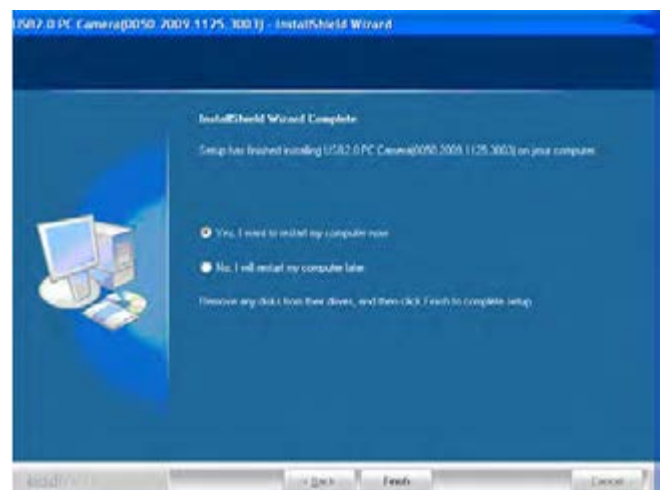 USB2.0 PC Camera(0050.2009.1125.3003) - InstallShield Wizard
InstallShield Wizard Complete
Setup has finished installing USB2.0 PC Camera(0050.2009.1125.3003) on your computer.
Yes, I want to restart my computer now.
No, I will restart my computer later.
Remove any disks from their drives, and then click Finish to complete setup.
InstallShield
< Back Finish Cancel